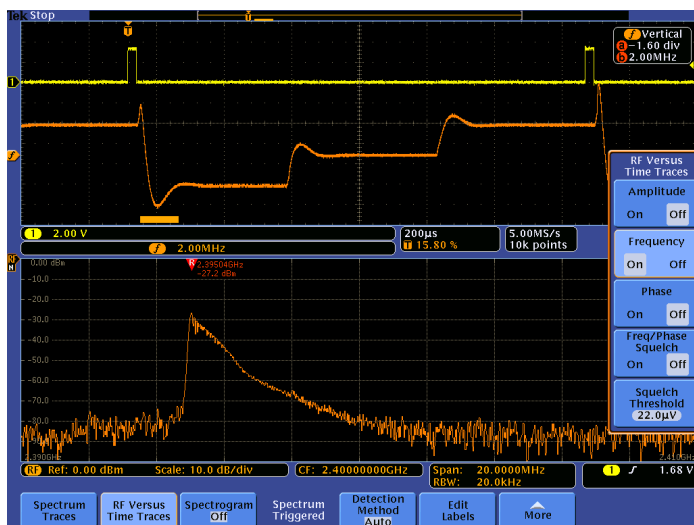 Tek Stop
T
T
f Vertical
a -1.60 div
b 2.00MHz
1
f
RF Versus
Time Traces
Amplitude
On Off
Frequency
On Off
Phase
On Off
Freq/Phase
Squelch
On Off
Squelch
Threshold
22.0µV
1 2.00 V
f 2.00MHz
200µs
T 15.80 %
5.00MS/s
10k points
RF
N
0.00 dBm
R
2.39504GHz
-27.2 dBm
-10.0
-20.0
-30.0
-40.0
-50.0
-60.0
-70.0
-80.0
-90.0
2.390GHz
2.410GHz
RF Ref: 0.00 dBm Scale: 10.0 dB/div
CF: 2.40000000GHz
Span: 20.0000MHz
RBW: 20.0kHz
1 1.68 V
Spectrum
Traces
RF Versus
Time Traces
Spectrogram
Off
Spectrum
Triggered
Detection
Method
Auto
Edit
Labels
More